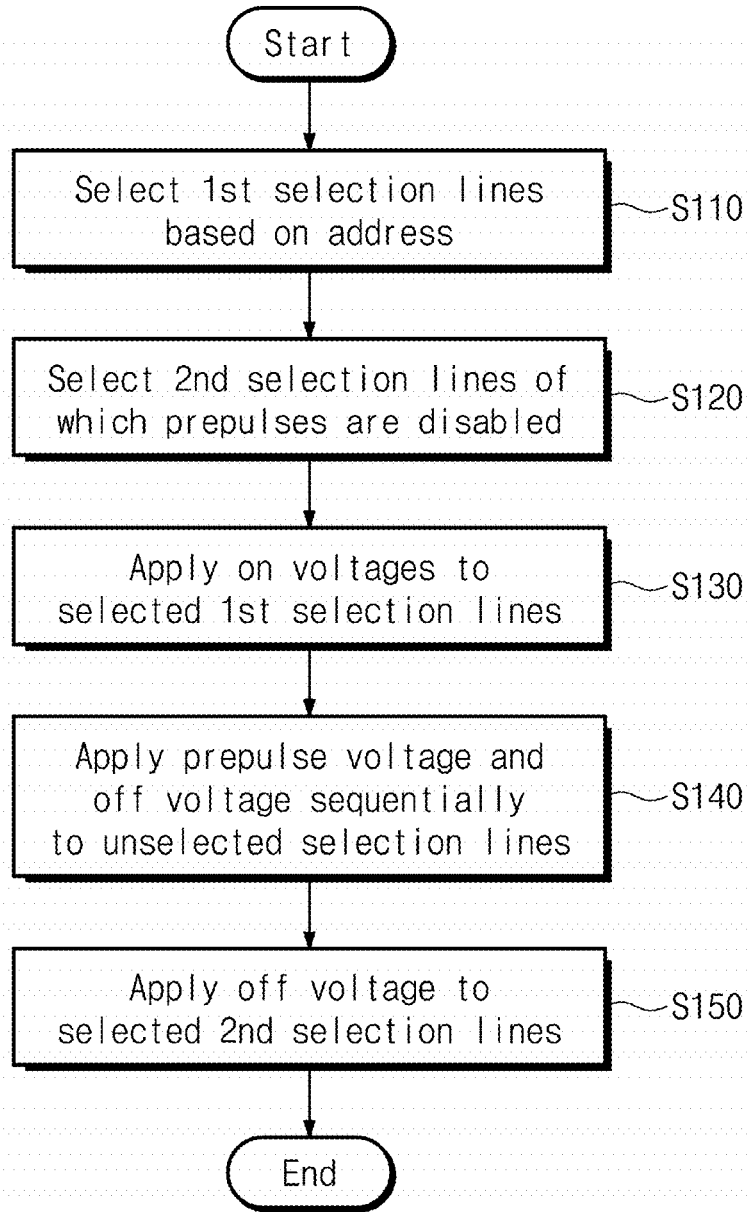 Start
Select 1st selection lines
based on address
S110
Select 2nd selection lines of
which prepulses are disabled
S120
Apply on voltages to
selected 1st selection lines
S130
Apply prepulse voltage and
off voltage sequentially
to unselected selection lines
S140
Apply off voltage to
selected 2nd selection lines
S150
End